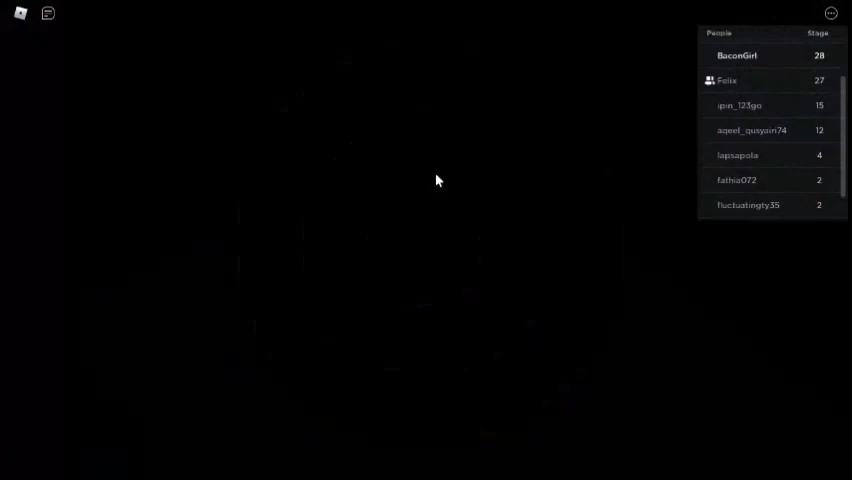 People Stage
BaconGirl 28
Felix 27
ipin_123go 15
aqeel_qusyairi74 12
lapsapola 4
fathia072 2
fluctuatingty35 2